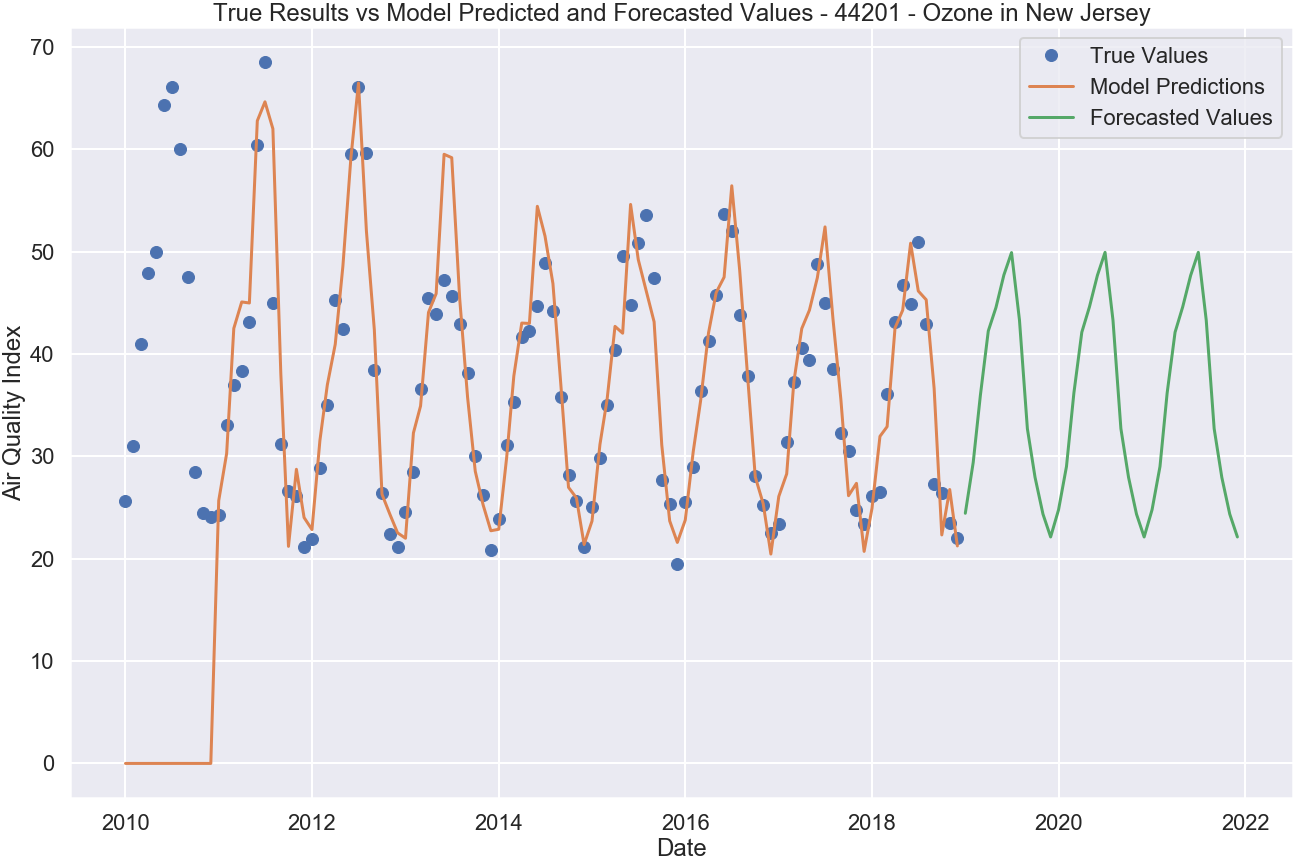 True Results vs Model Predicted and Forecasted Values - 44201 - Ozone in New Jersey
70
60
50
40
30
20
10
0
Air Quality Index
True Values
Model Predictions
Forecasted Values
2010 2012 2014 2016 2018 2020 2022
Date